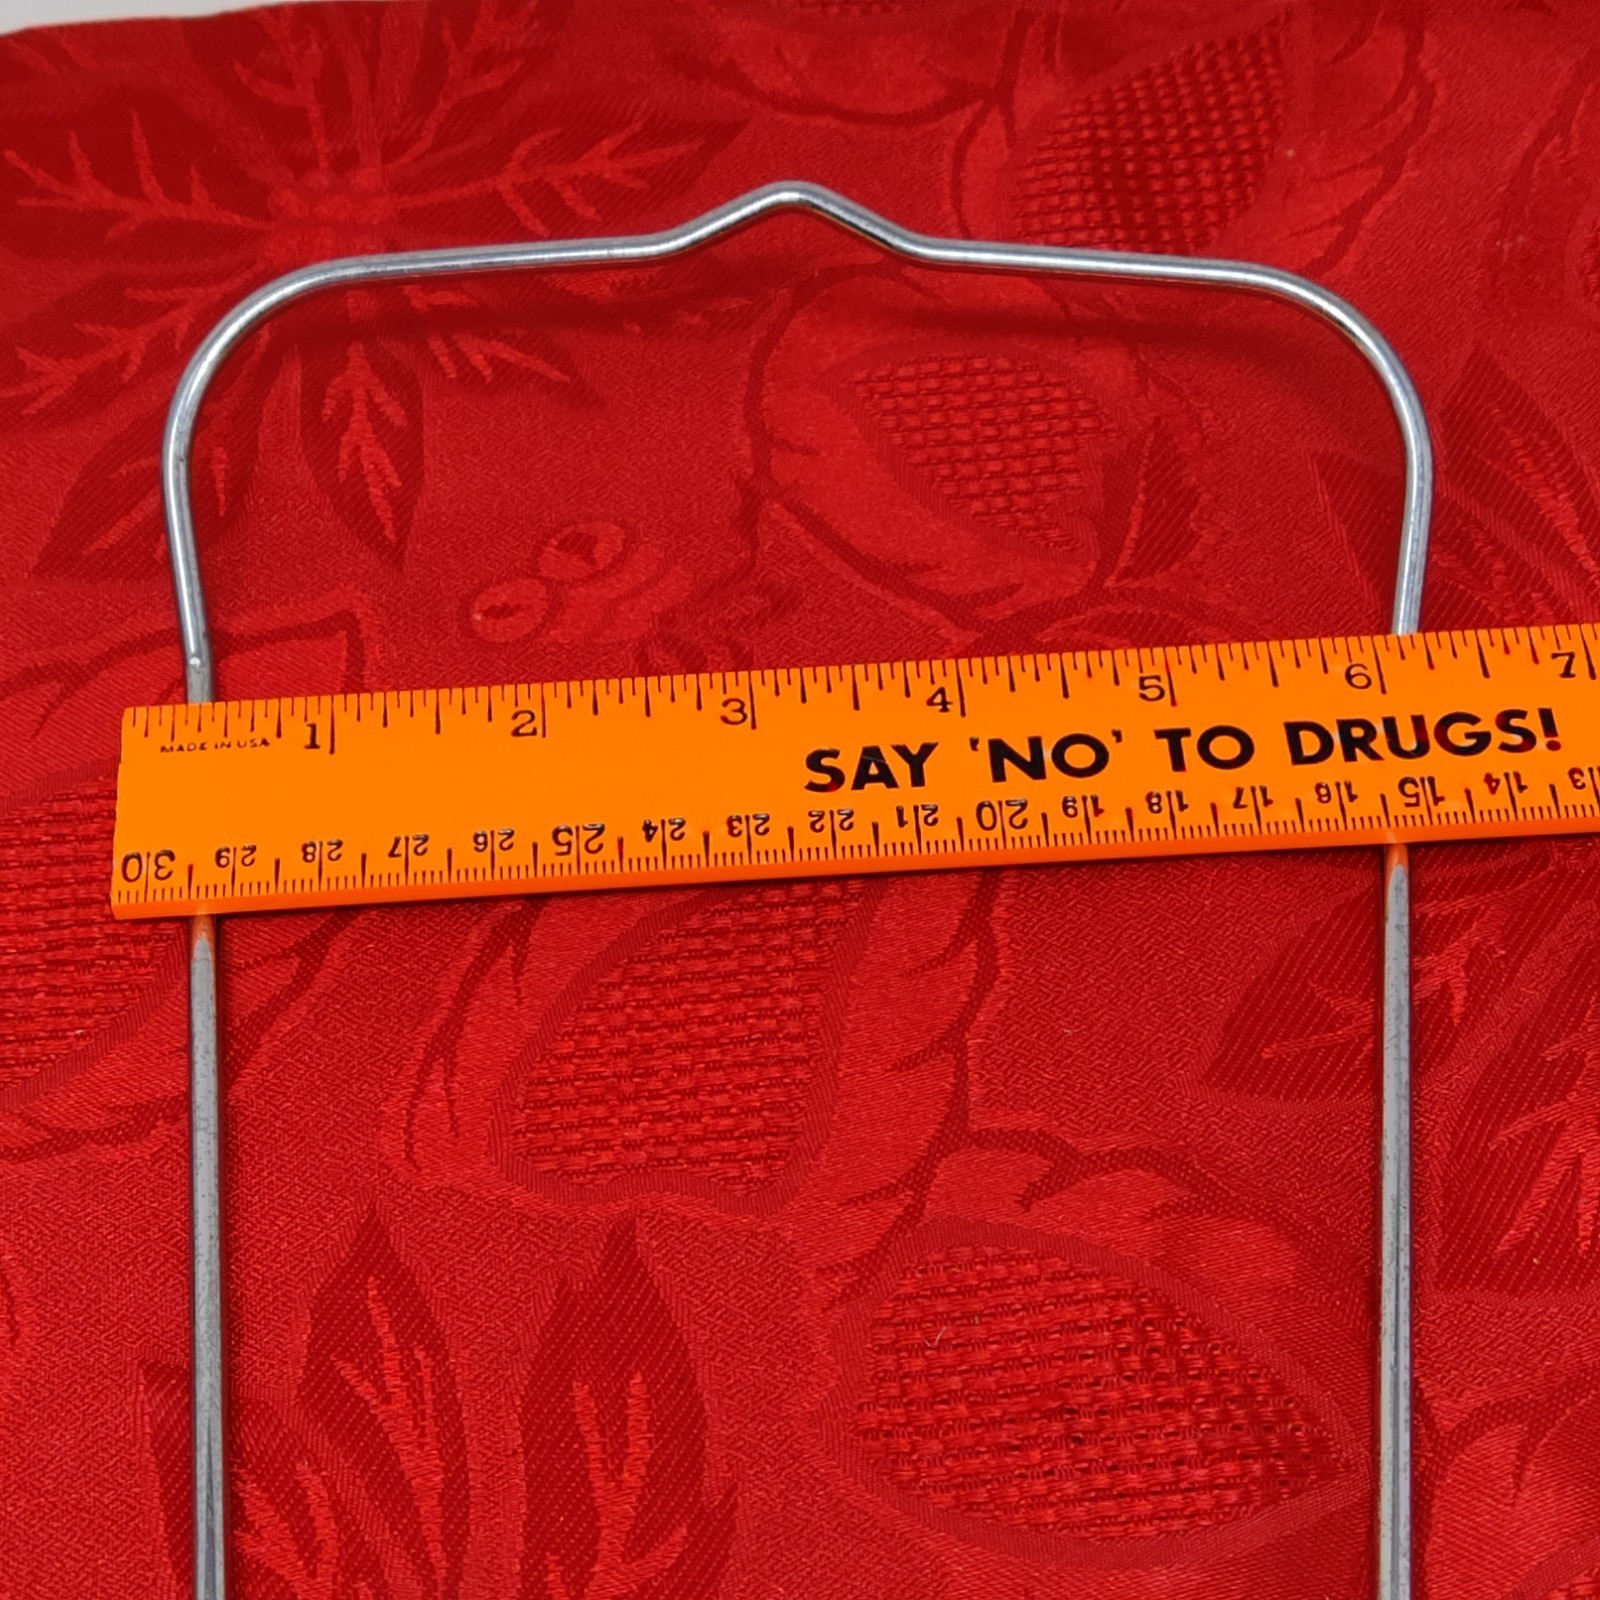 1 2 3 4 5 6 7
MADE IN USA
SAY 'NO' TO DRUGS!
30 29 28 27 26 25 24 23 22 21 20 19 18 17 16 15 14 13